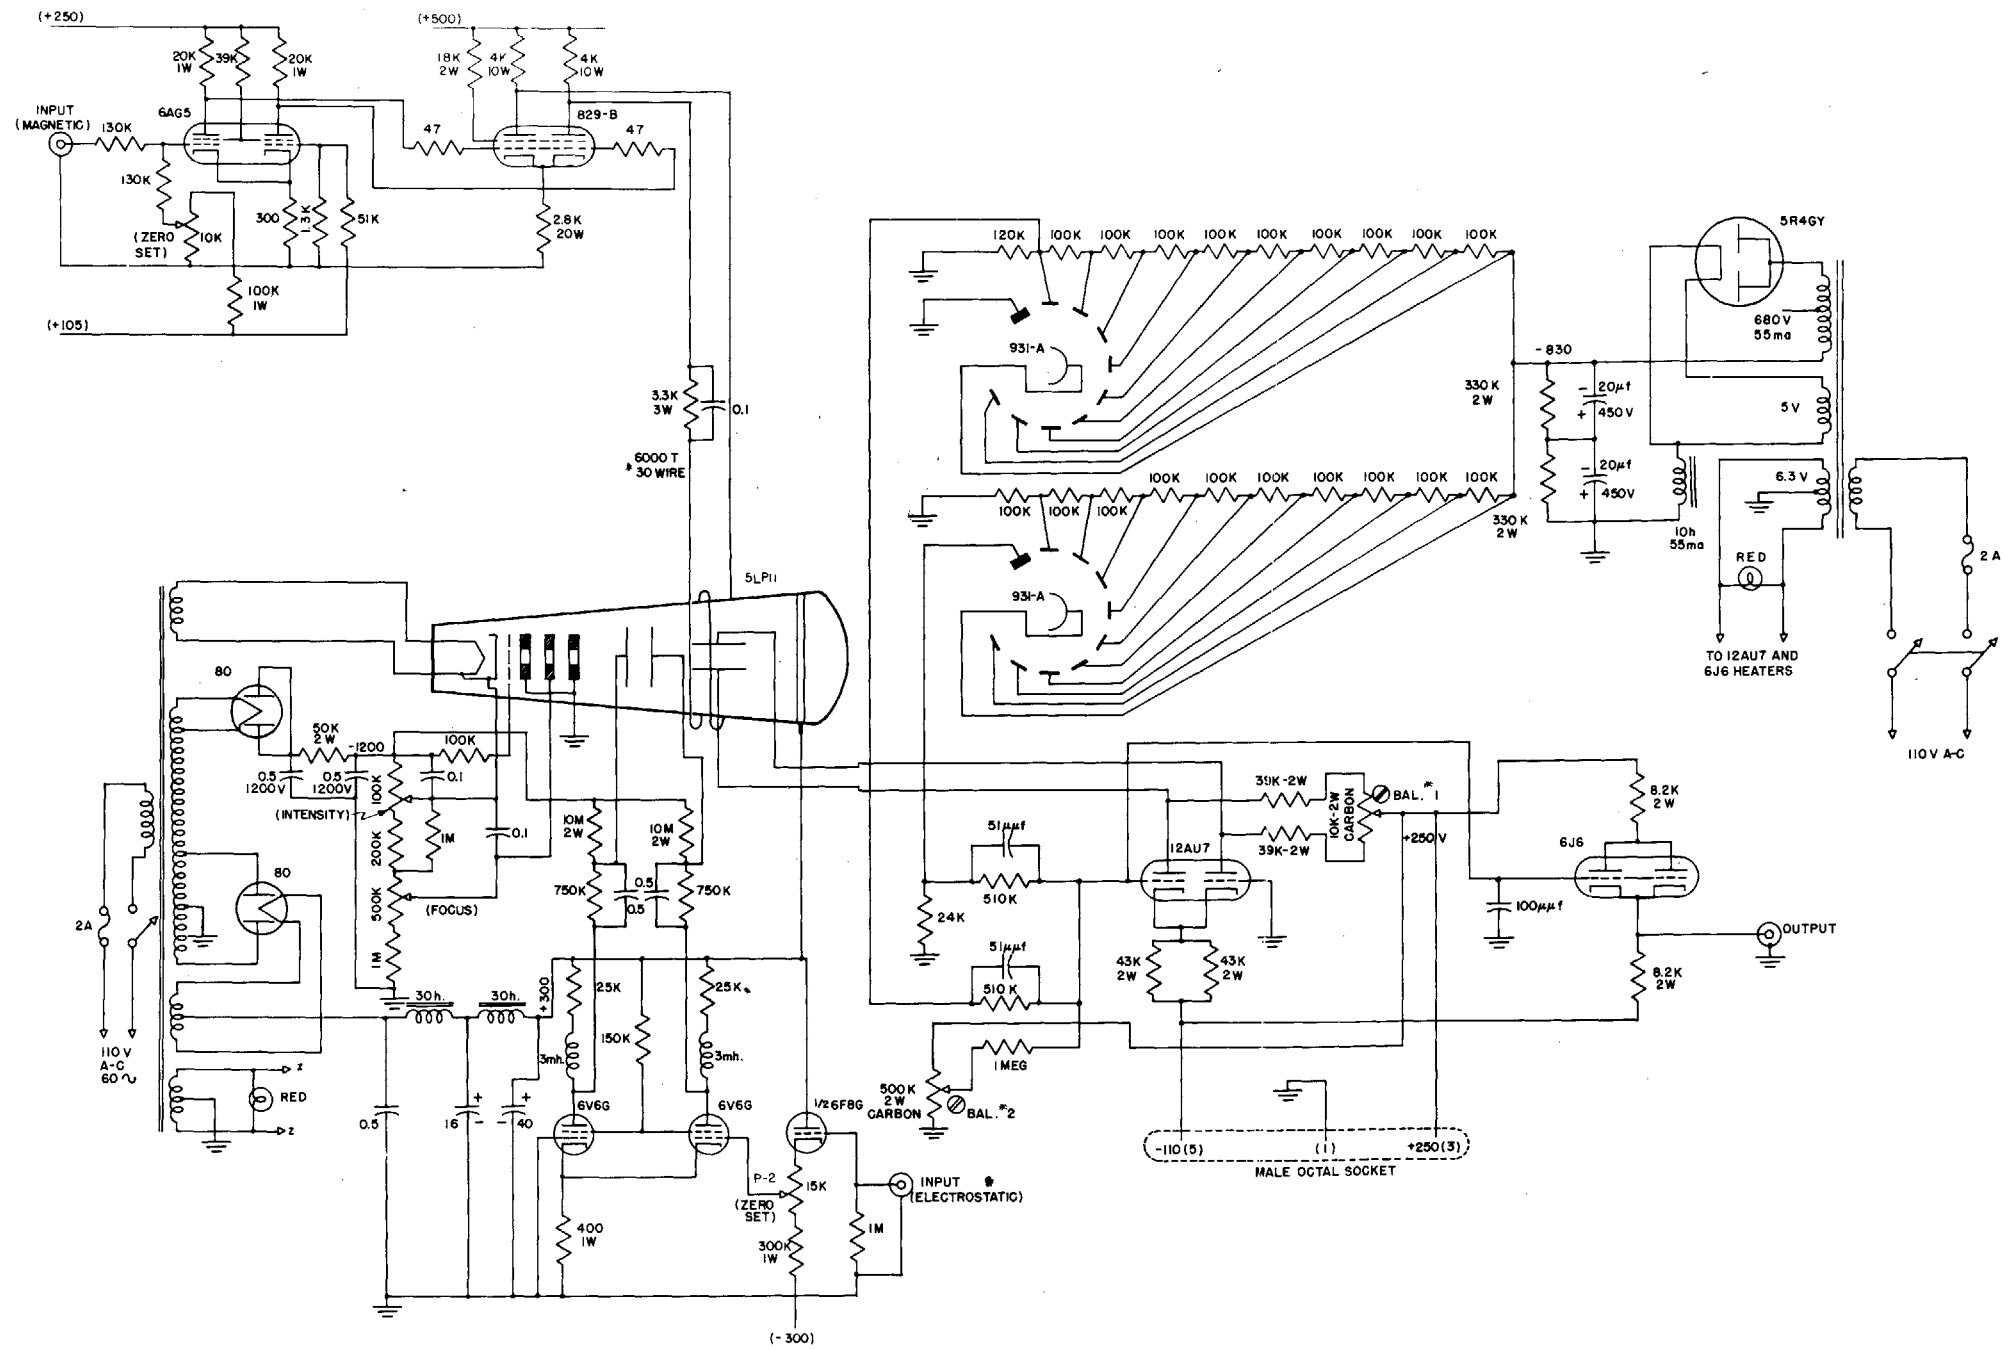 (+250)
20K
1W
39K
20K
1W
6AG5
INPUT
(MAGNETIC)
130K
130K
(ZERO
SET)
10K
300
1.3K
51K
100K
1W
(+105)
(+500)
18K
2W
4K
10W
4K
10W
829-B
47
47
2.8K
20W
3.3K
3W
0.1
* 6000 T
30 WIRE
5LP11
120K
100K
100K
100K
100K
100K
100K
100K
100K
100K
931-A
100K
100K
100K
100K
100K
100K
100K
100K
100K
100K
931-A
-830
330K
2W
330K
2W
-
20µf
+
450V
-
20µf
+
450V
5R4GY
680V
55ma
5V
6.3V
10h
55ma
RED
TO 12AU7 AND
6J6 HEATERS
2A
110V A-C
80
50K
2W
-1200
100K
0.5
1200V
0.5
1200V
100K
0.1
(INTENSITY)
200K
1M
0.1
500K
(FOCUS)
1M
80
2A
110V
A-C
60~
10M
2W
10M
2W
750K
0.5
0.5
750K
30h.
30h.
+300
25K
25K*
150K
3mh.
3mh.
x
RED
z
0.5
16
+
-
+
-
40
6V6G
6V6G
1/2 6F8G
P-2
(ZERO
SET)
15K
INPUT *
(ELECTROSTATIC)
400
1W
300K
1W
1M
(-300)
39K-2W
39K-2W
10K-2W
CARBON
BAL.#1
+250V
8.2K
2W
6J6
12AU7
51µµf
510K
24K
51µµf
510K
43K
2W
43K
2W
100µµf
OUTPUT
8.2K
2W
1MEG
500K
2W
CARBON
BAL.#2
-110(5)
(1)
+250(3)
MALE OCTAL SOCKET